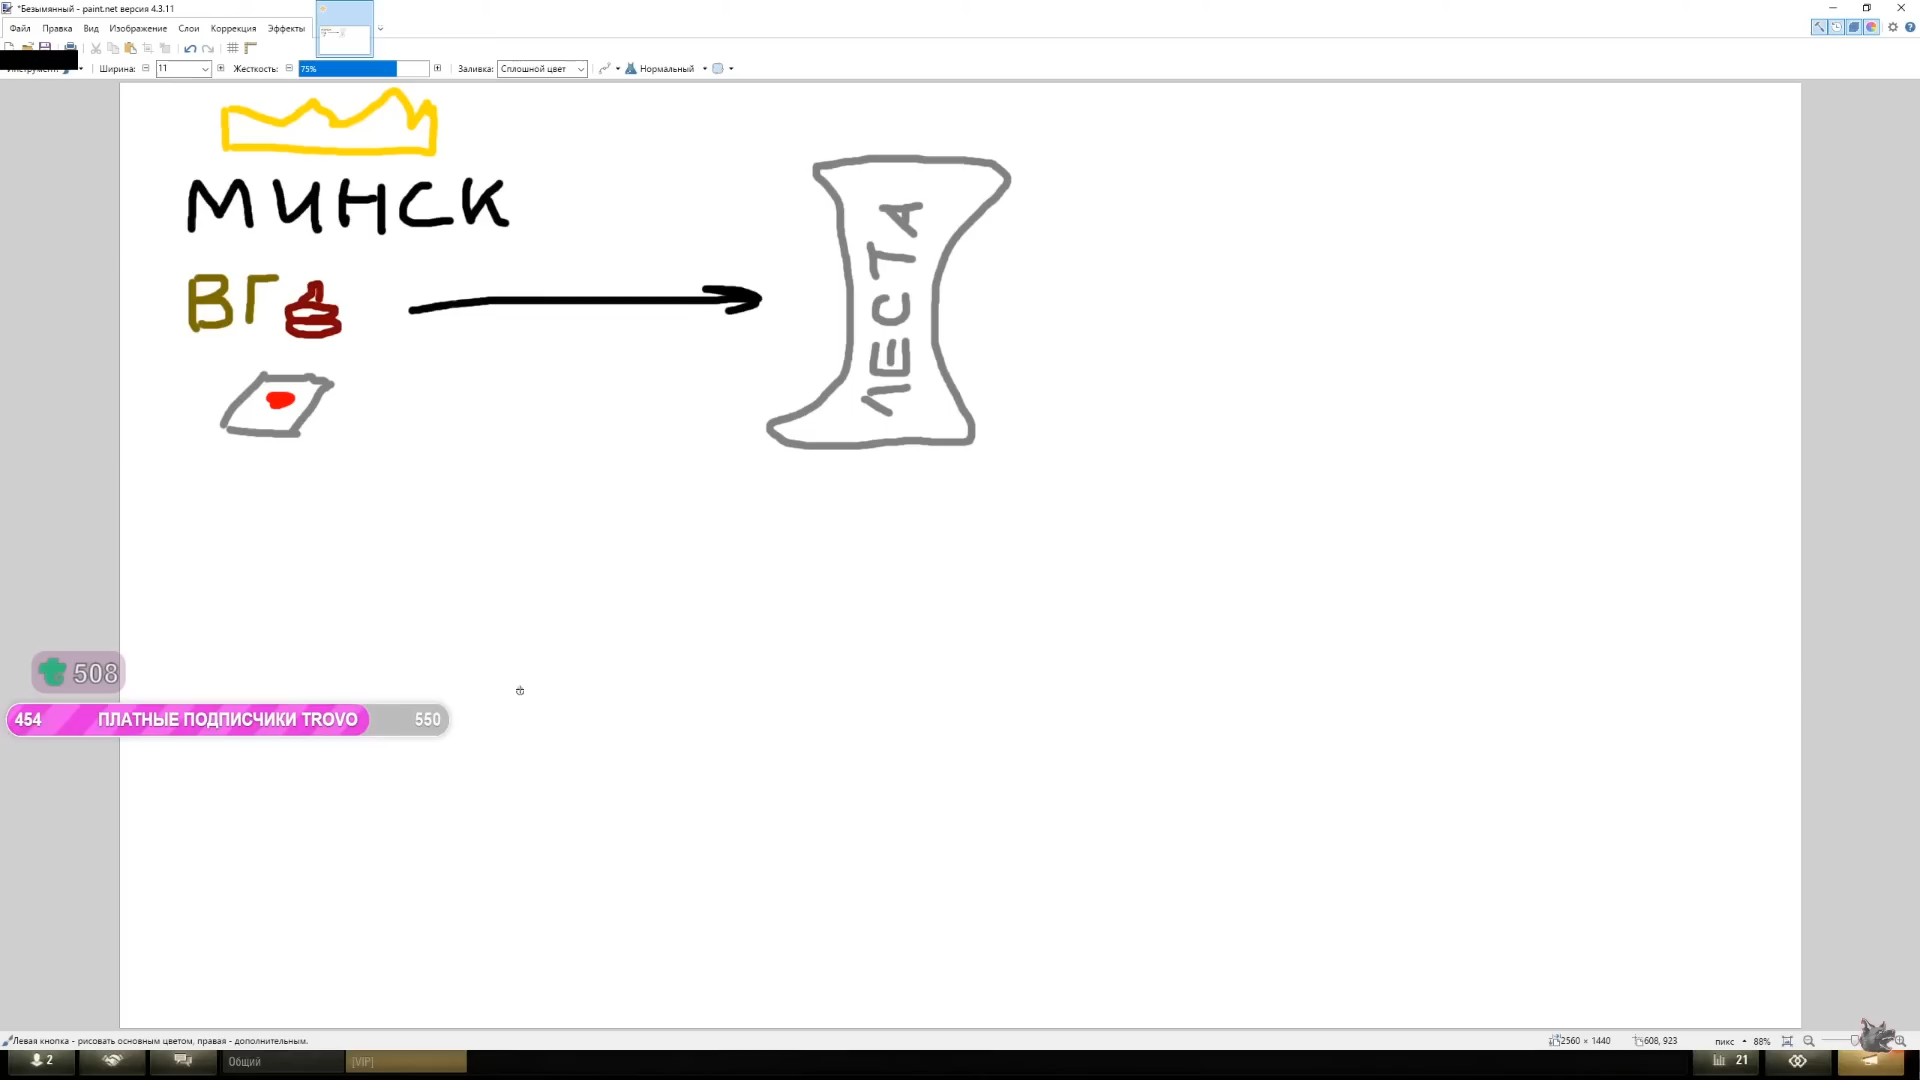 *Безымянный - paint.net версия 4.3.11
Файл Правка Вид Изображение Слои Коррекция Эффекты
Ширина: 11 Жесткость: 75% Заливка: Сплошной цвет Нормальный
МИНСК
ВГ
ЛЕСТА
508
454 ПЛАТНЫЕ ПОДПИСЧИКИ TROVO 550
Левая кнопка - рисовать основным цветом, правая - дополнительным.
2560 × 1440 608, 923 пикс 88%
2 Общий [VIP] 21